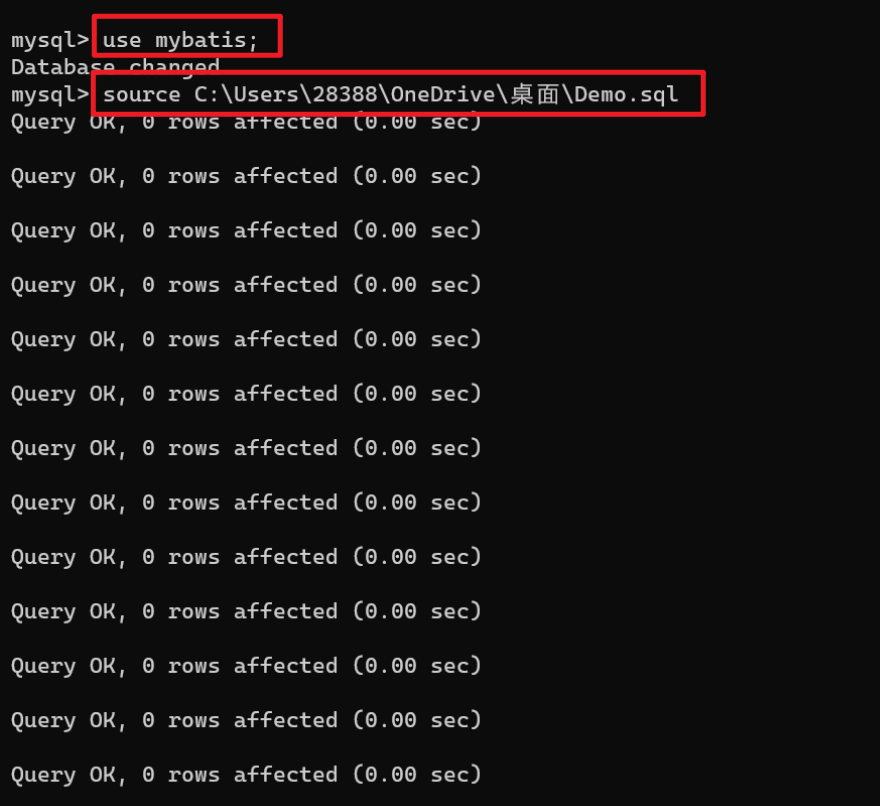 mysql> use mybatis;
Database changed
mysql> source C:\Users\28388\OneDrive\桌面\Demo.sql
Query OK, 0 rows affected (0.00 sec)
Query OK, 0 rows affected (0.00 sec)
Query OK, 0 rows affected (0.00 sec)
Query OK, 0 rows affected (0.00 sec)
Query OK, 0 rows affected (0.00 sec)
Query OK, 0 rows affected (0.00 sec)
Query OK, 0 rows affected (0.00 sec)
Query OK, 0 rows affected (0.00 sec)
Query OK, 0 rows affected (0.00 sec)
Query OK, 0 rows affected (0.00 sec)
Query OK, 0 rows affected (0.00 sec)
Query OK, 0 rows affected (0.00 sec)
Query OK, 0 rows affected (0.00 sec)